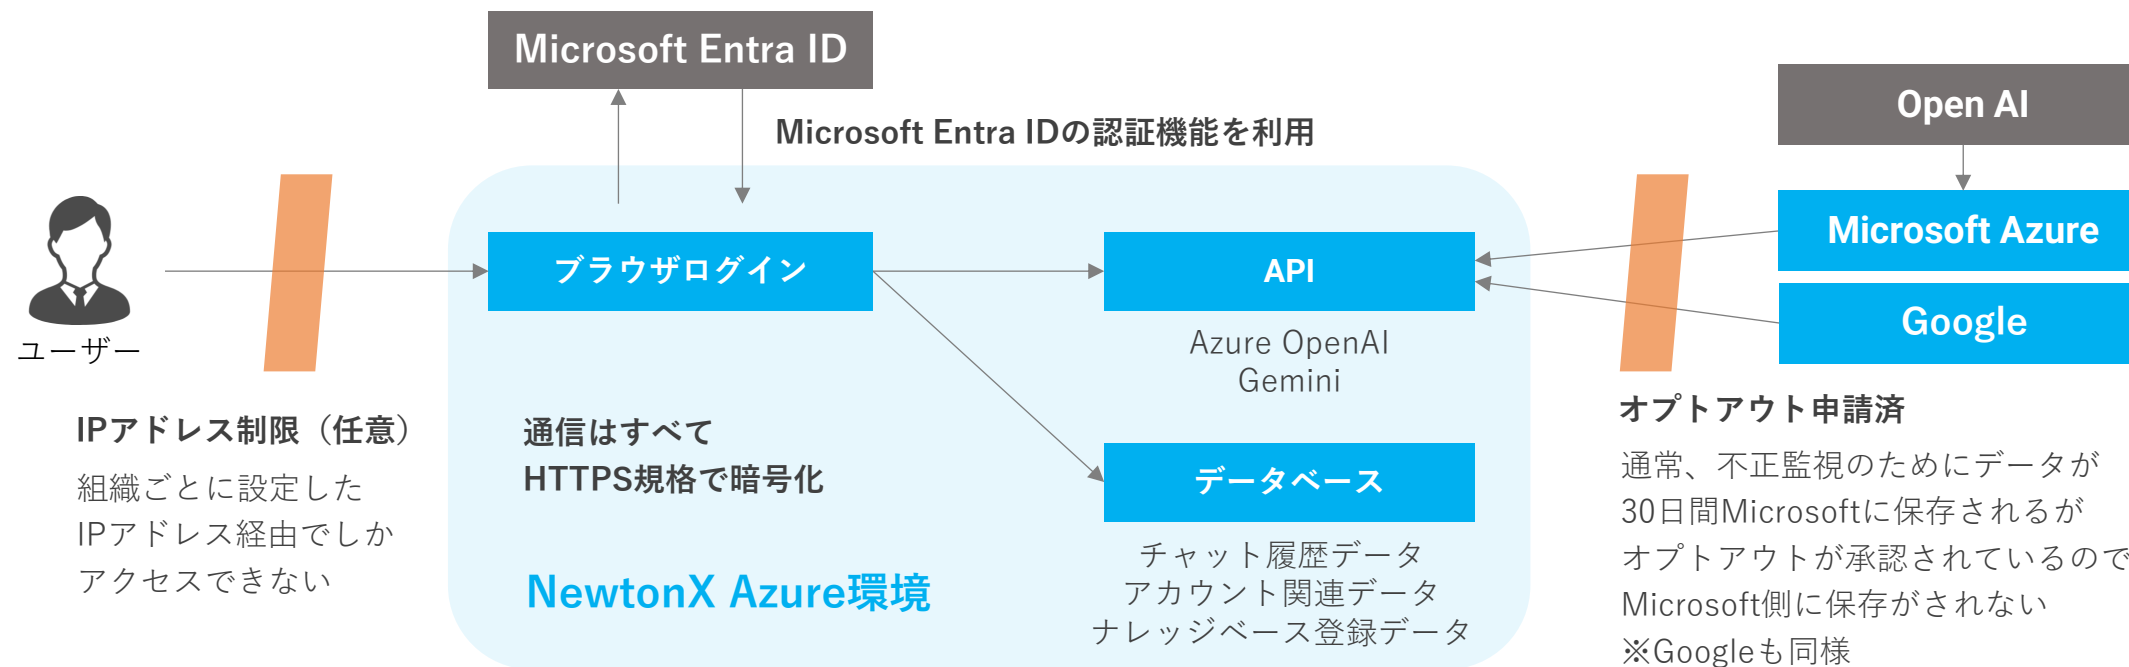 Microsoft Entra ID
Microsoft Entra IDの認証機能を利用
Open AI
Microsoft Azure
Google
ユーザー
ブラウザログイン
API
Azure OpenAI
Gemini
IPアドレス制限（任意）
組織ごとに設定した
IPアドレス経由でしか
アクセスできない
通信はすべて
HTTPS規格で暗号化
NewtonX Azure環境
データベース
チャット履歴データ
アカウント関連データ
ナレッジベース登録データ
オプトアウト申請済
通常、不正監視のためにデータが
30日間Microsoftに保存されるが
オプトアウトが承認されているので
Microsoft側に保存がされない
※Googleも同様